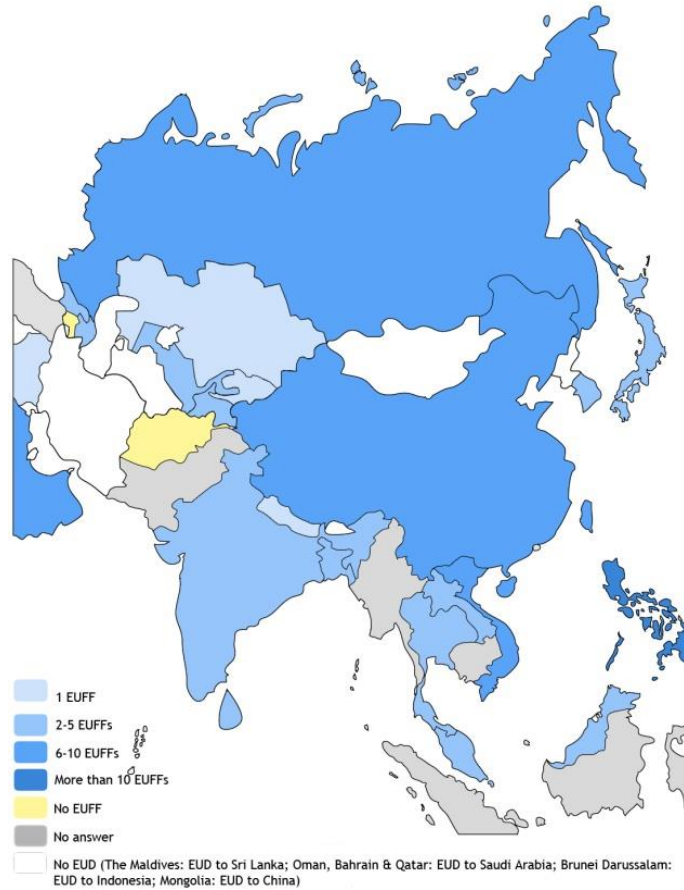 1 EUFF
2-5 EUFFs
6-10 EUFFs
More than 10 EUFFs
No EUFF
No answer
No EUD (The Maldives: EUD to Sri Lanka; Oman, Bahrain & Qatar: EUD to Saudi Arabia; Brunei Darussalam:
EUD to Indonesia; Mongolia: EUD to China)